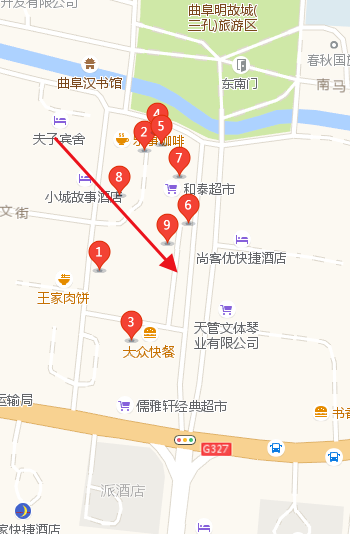 开发有限公司
曲阜明故城(
三孔)旅游区
春秋国旅
曲阜汉书馆
东南门
南马
夫子宾舍
4
5
2
咖啡
7
8
和泰超市
小城故事酒店
6
文街
9
尚客优快捷酒店
1
王家肉饼
3
天管文体琴
业有限公司
大众快餐
儒雅轩经典超市
运输局
书香
G327
派酒店
家快捷酒店